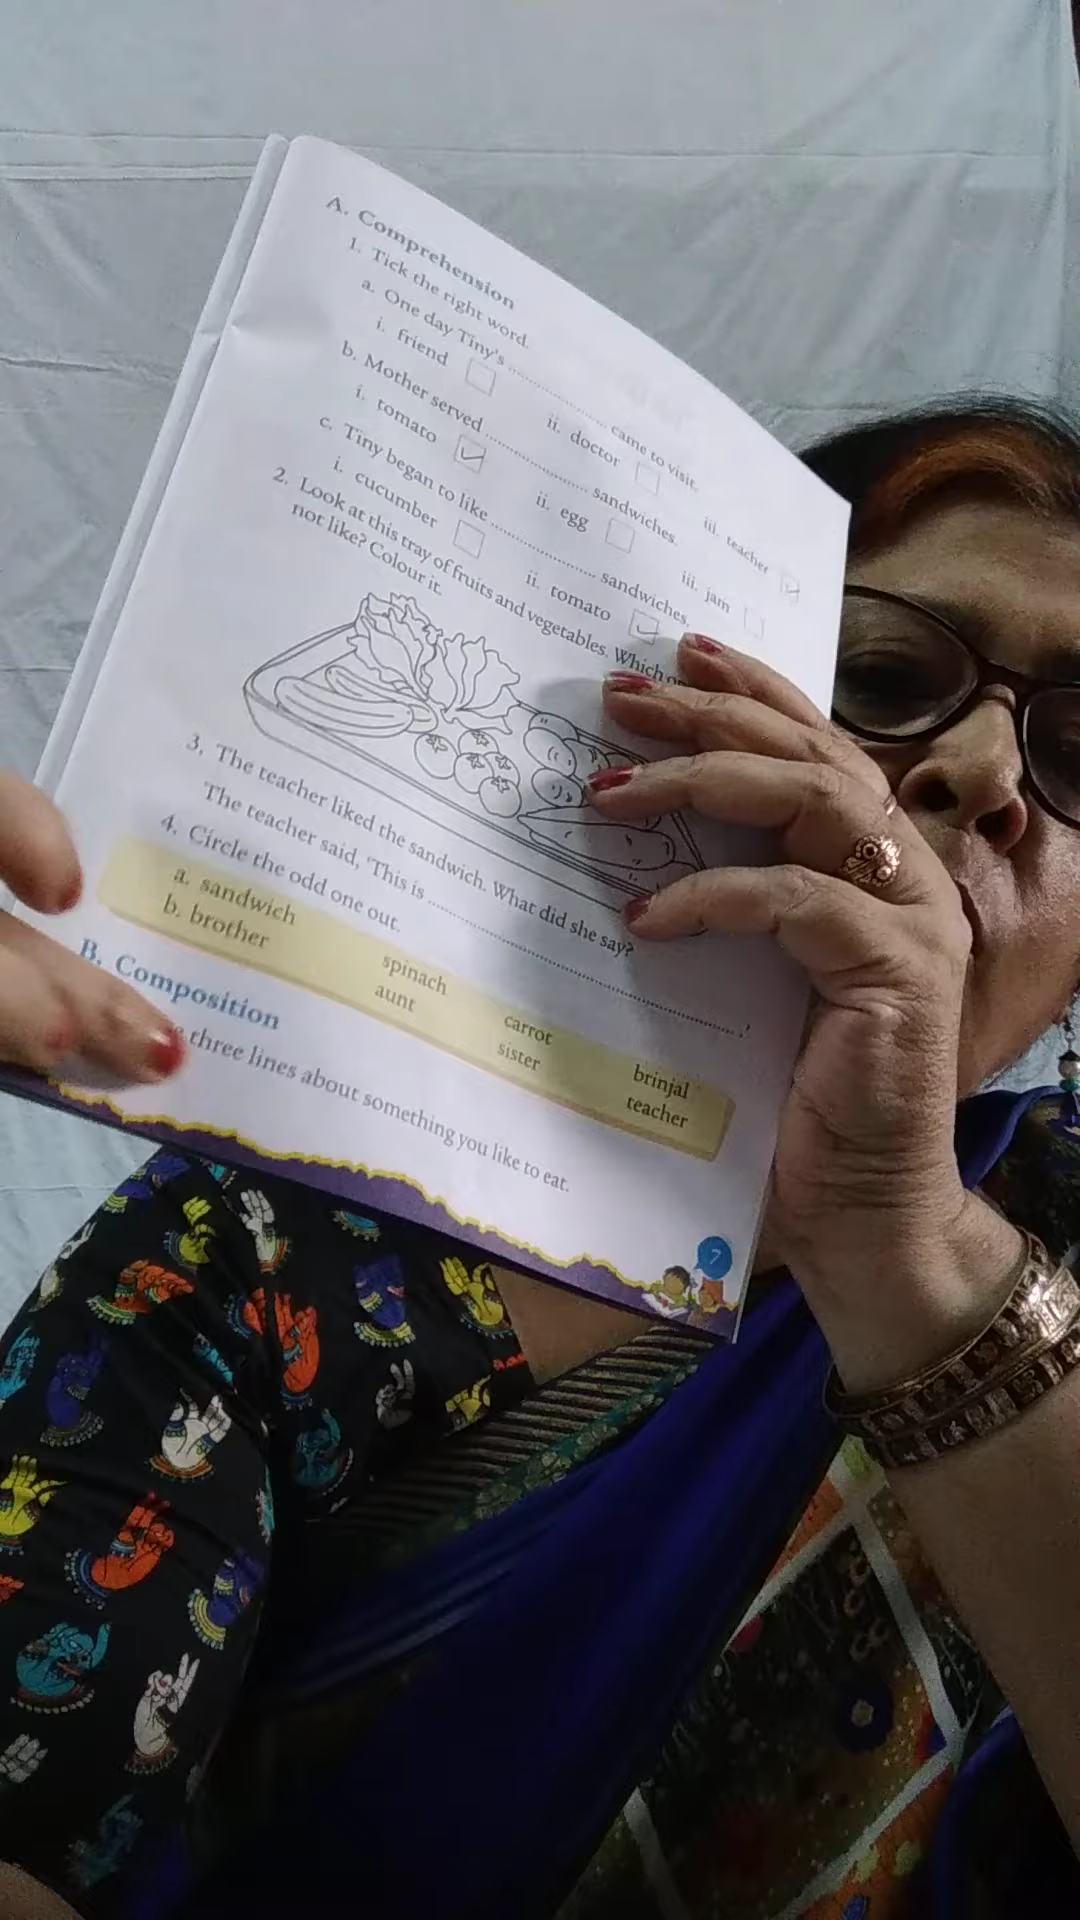 A. Comprehension
1. Tick the right word.
a. One day Tiny's .................... came to visit.
i. friend ii. doctor iii. teacher
b. Mother served .................... sandwiches.
i. tomato ii. egg iii. jam
c. Tiny began to like .................... sandwiches.
i. cucumber ii. tomato
2. Look at this tray of fruits and vegetables. Which
not like? Colour it.
3. The teacher liked the sandwich. What did she say?
The teacher said, 'This is ............................................................'
4. Circle the odd one out.
a. sandwich spinach carrot brinjal
b. brother aunt sister teacher
B. Composition
three lines about something you like to eat.
7